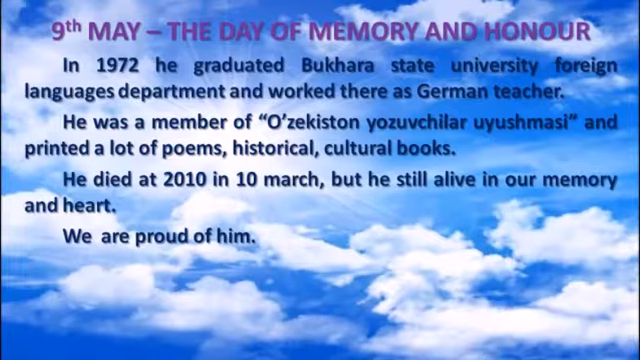 9th MAY – THE DAY OF MEMORY AND HONOUR
In 1972 he graduated Bukhara state university foreign
languages department and worked there as German teacher.
He was a member of “O’zekiston yozuvchilar uyushmasi” and
printed a lot of poems, historical, cultural books.
He died at 2010 in 10 march, but he still alive in our memory
and heart.
We are proud of him.